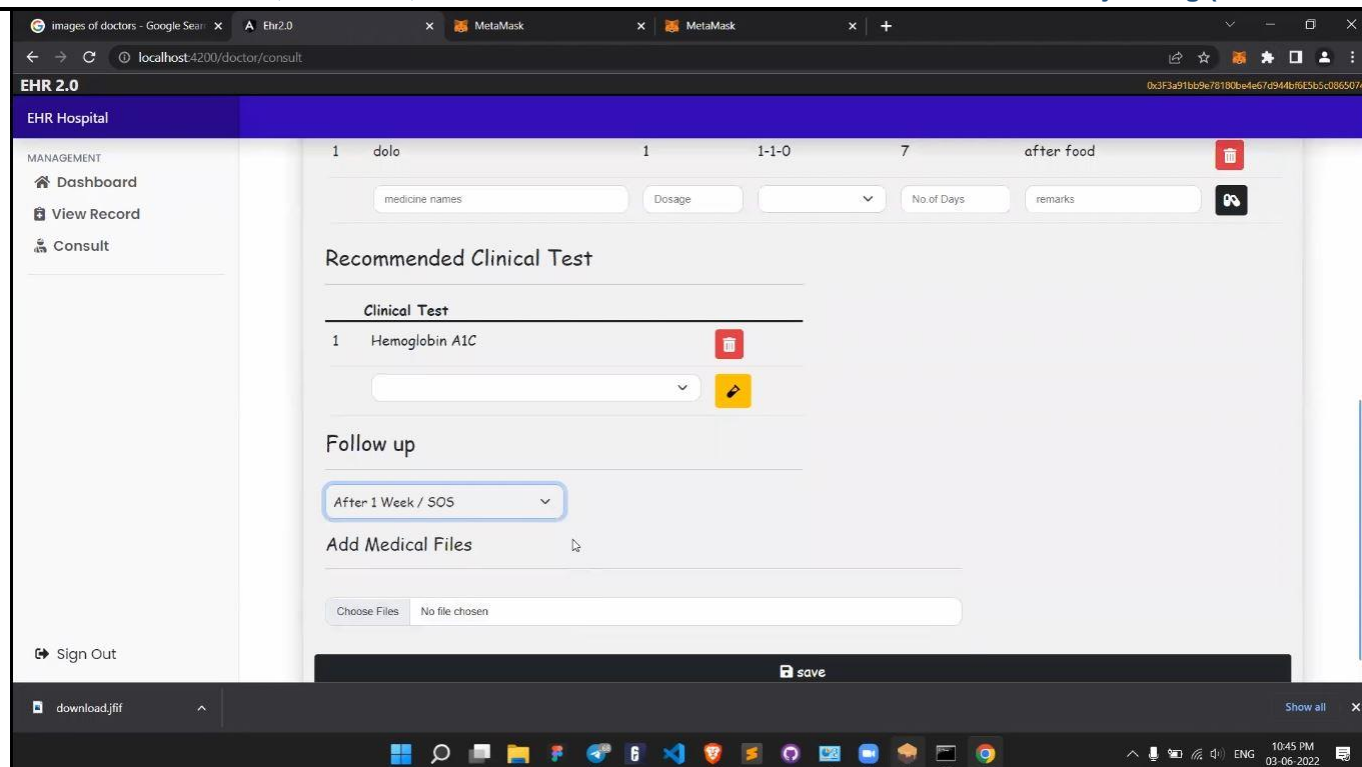 images of doctors - Google Sear
Ehr2.0
MetaMask
MetaMask
localhost:4200/doctor/consult
EHR 2.0
EHR Hospital
MANAGEMENT
Dashboard
View Record
Consult
Sign Out
1 dolo 1 1-1-0 7 after food
medicine names Dosage No.of Days remarks
Recommended Clinical Test
Clinical Test
1 Hemoglobin A1C
Follow up
After 1 Week / SOS
Add Medical Files
Choose Files No file chosen
save
download.jfif
Show all
ENG
10:45 PM
03-06-2022